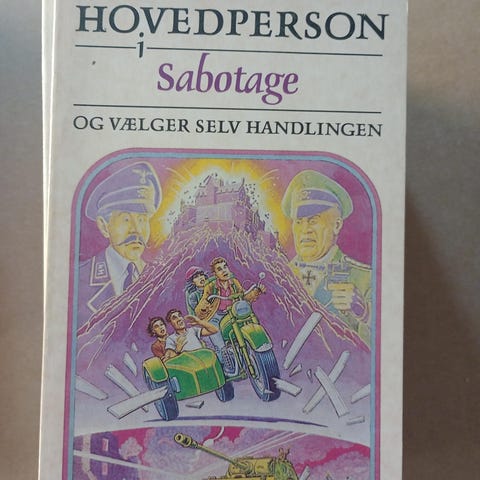 HOVEDPERSON
i
Sabotage
OG VÆLGER SELV HANDLINGEN